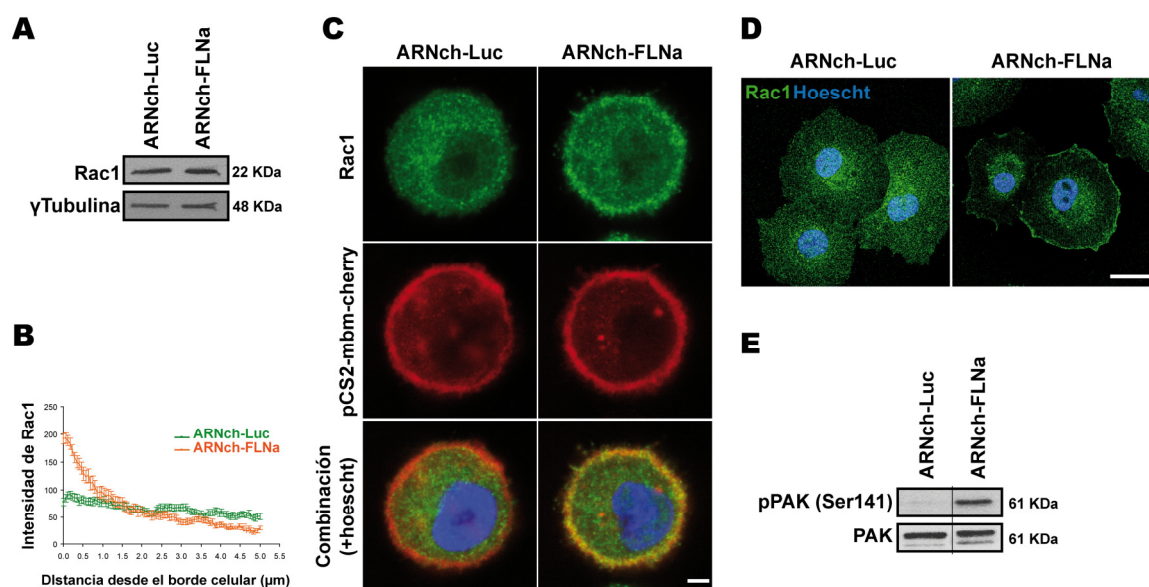 A
ARNch-Luc
ARNch-FLNa
Rac1
22 KDa
γTubulina
48 KDa
B
Intensidad de Rac1
250
200
150
100
50
0
ARNch-Luc
ARNch-FLNa
0.0 0.5 1.0 1.5 2.0 2.5 3.0 3.5 4.0 4.5 5.0 5.5
DIstancia desde el borde celular (µm)
C
ARNch-Luc ARNch-FLNa
Rac1
pCS2-mbm-cherry
Combinación
(+hoescht)
D
ARNch-Luc ARNch-FLNa
Rac1Hoescht
E
ARNch-Luc
ARNch-FLNa
pPAK (Ser141)
61 KDa
PAK
61 KDa